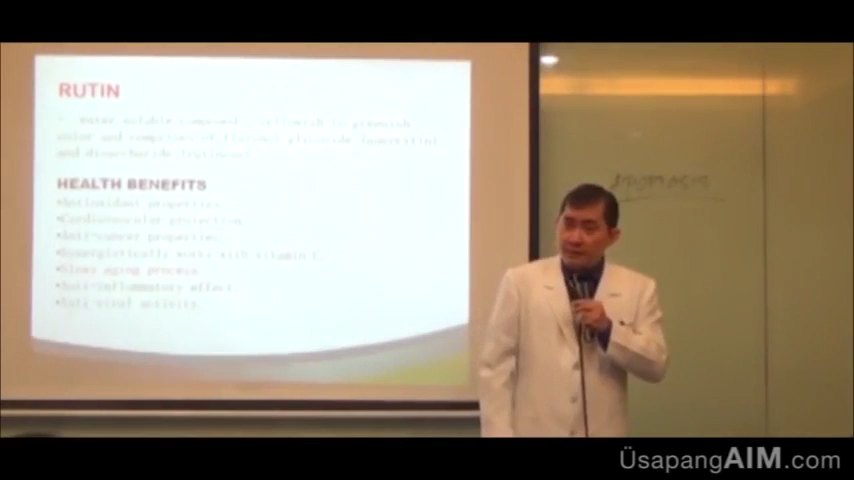 RUTIN
- water soluble compound - yellowish to greenish
color and comprises of flavonol glycoside (quercetin)
and disaccharide (rutinose)
HEALTH BENEFITS
•Antioxidant properties
•Cardiovascular protection
•Anti-cancer properties
•Synergistically works with vitamin C
•Slows aging process
•Anti-inflammatory effect
•Anti-viral activity
APOPTOSIS
ÜsapangAIM.com